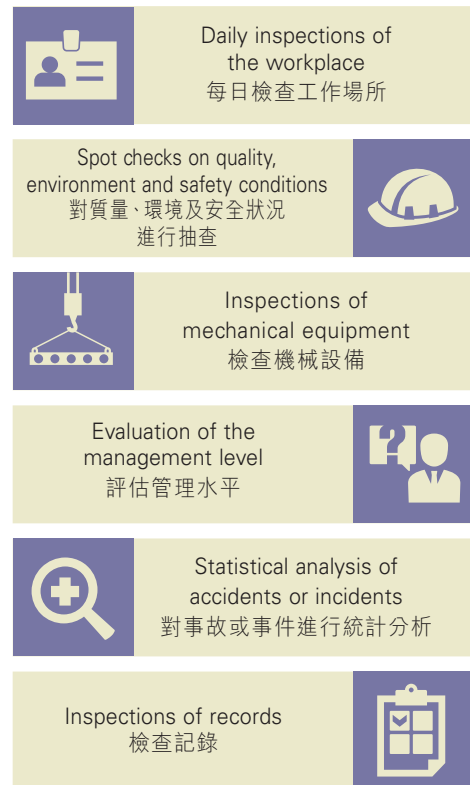 Daily inspections of
the workplace
每日檢查工作場所
Spot checks on quality,
environment and safety conditions
對質量、環境及安全狀況
進行抽查
Inspections of
mechanical equipment
檢查機械設備
Evaluation of the
management level
評估管理水平
Statistical analysis of
accidents or incidents
對事故或事件進行統計分析
Inspections of records
檢查記錄